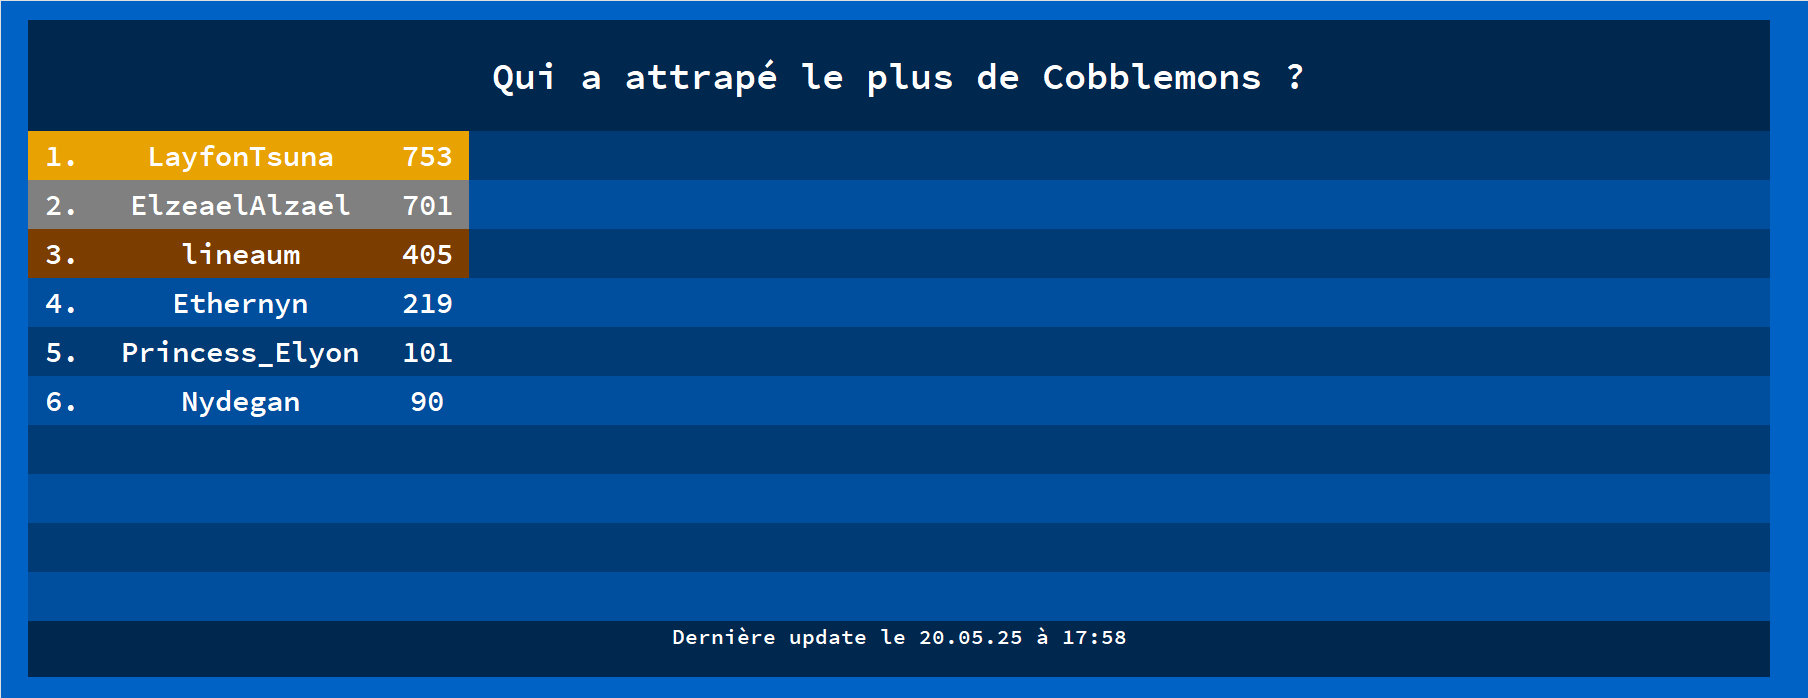 Qui a attrapé le plus de Cobblemons ?
1. LayfonTsuna 753
2. ElzeaelAlzael 701
3. lineaum 405
4. Ethernyn 219
5. Princess_Elyon 101
6. Nydegan 90
Dernière update le 20.05.25 à 17:58